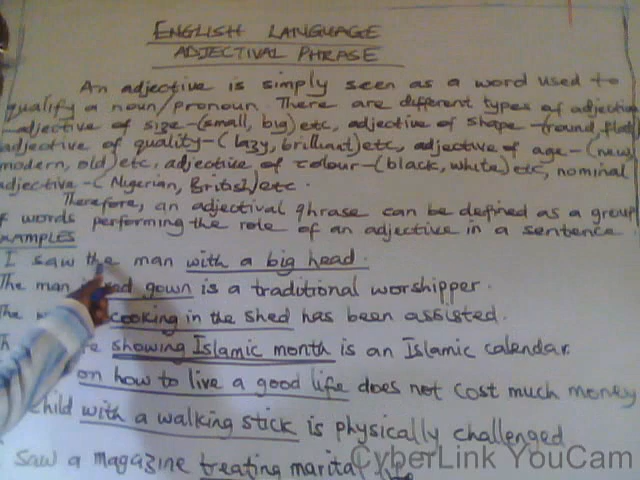 ENGLISH LANGUAGE
ADJECTIVAL PHRASE
An adjective is simply seen as a word used to
qualify a noun/pronoun. There are different types of adjective
-adjective of size-(small, big)etc, adjective of shape-(round, flat)
adjective of quality-(lazy, brilliant)etc, adjective of age-(new,
modern, old)etc, adjective of colour-(black, white)etc, nominal
adjective-(Nigerian, British)etc.
Therefore, an adjectival phrase can be defined as a group
of words performing the role of an adjective in a sentence
EXAMPLES
I saw the man with a big head.
The man red gown is a traditional worshipper.
The cooking in the shed has been assisted.
showing Islamic month is an Islamic calendar.
on how to live a good life does not cost much money
child with a walking stick is physically challenged
saw a magazine treating marital life
CyberLink YouCam